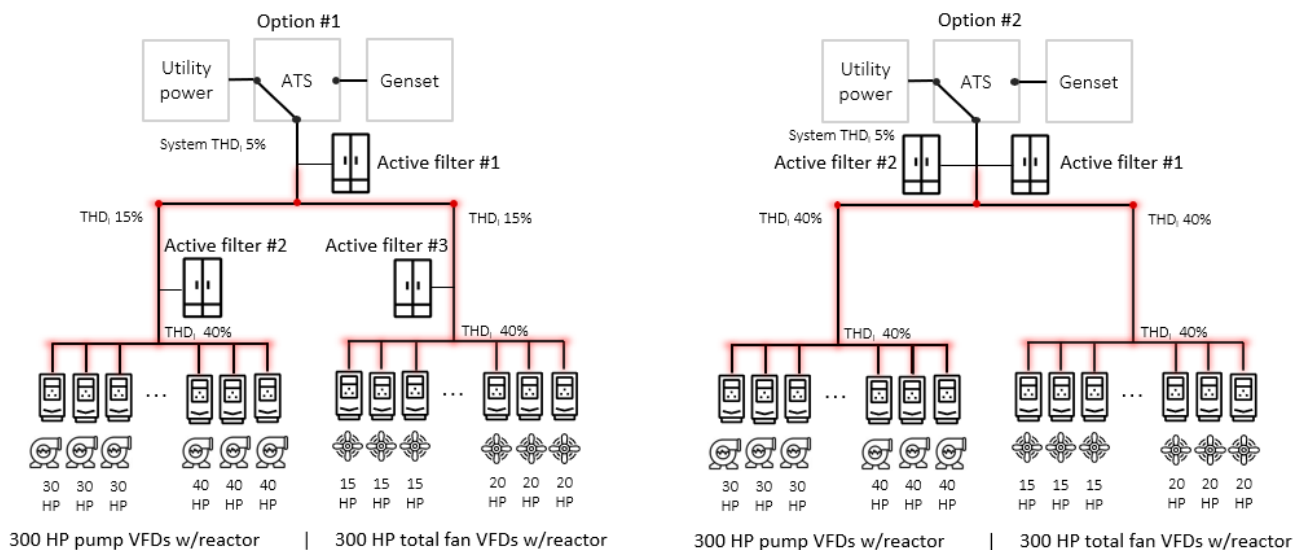 Option #1
Utility
power
ATS
Genset
System THDI 5%
Active filter #1
THDI 15%
THDI 15%
Active filter #2
Active filter #3
THDI 40%
THDI 40%
...
...
30
HP
30
HP
30
HP
40
HP
40
HP
40
HP
15
HP
15
HP
15
HP
20
HP
20
HP
20
HP
300 HP pump VFDs w/reactor | 300 HP total fan VFDs w/reactor
Option #2
Utility
power
ATS
Genset
System THDI 5%
Active filter #2
Active filter #1
THDI 40%
THDI 40%
THDI 40%
THDI 40%
...
...
30
HP
30
HP
30
HP
40
HP
40
HP
40
HP
15
HP
15
HP
15
HP
20
HP
20
HP
20
HP
300 HP pump VFDs w/reactor | 300 HP total fan VFDs w/reactor